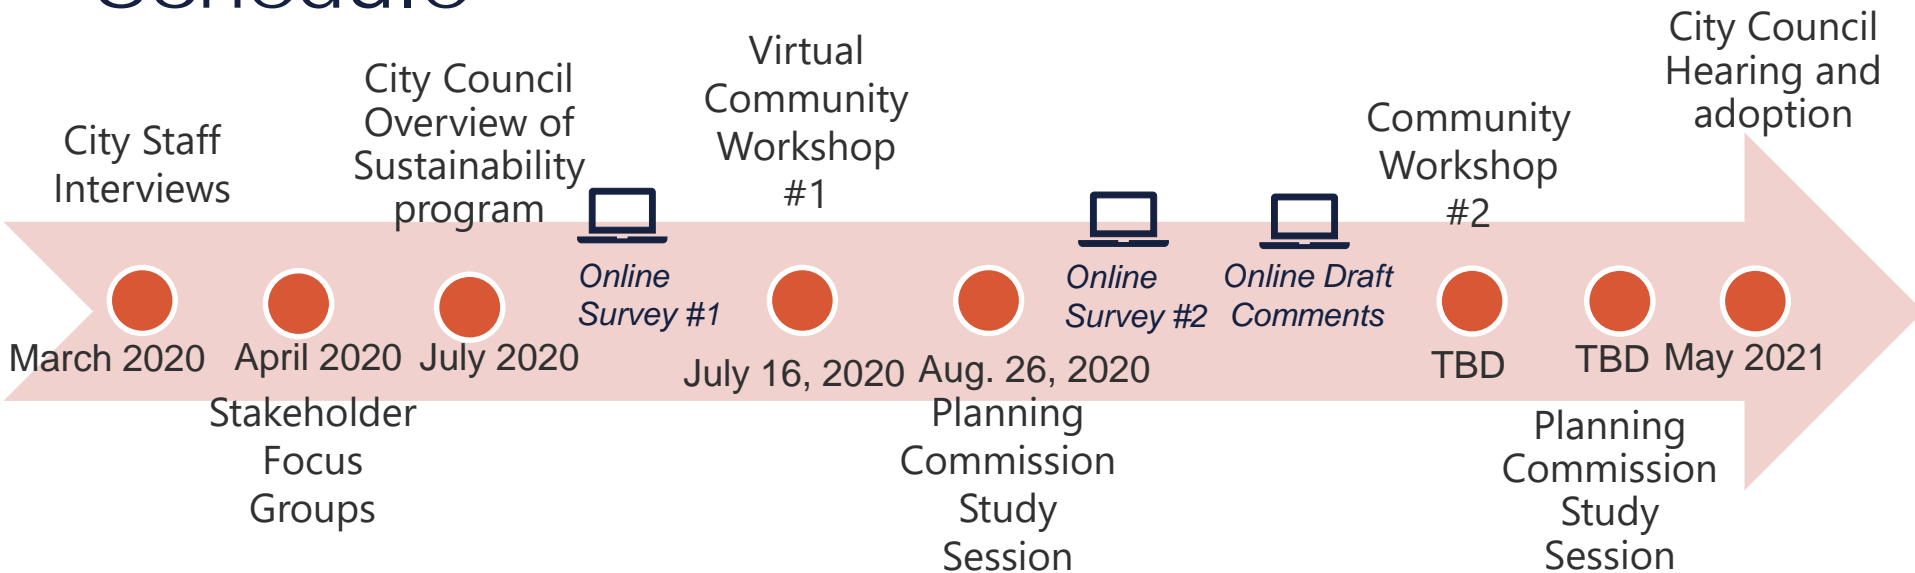 Schedule
City Staff
Interviews
March 2020
April 2020
Stakeholder
Focus
Groups
City Council
Overview of
Sustainability
program
July 2020
Online
Survey #1
Virtual
Community
Workshop
#1
July 16, 2020
Aug. 26, 2020
Planning
Commission
Study
Session
Online
Survey #2
Online Draft
Comments
Community
Workshop
#2
TBD
TBD
Planning
Commission
Study
Session
City Council
Hearing and
adoption
May 2021